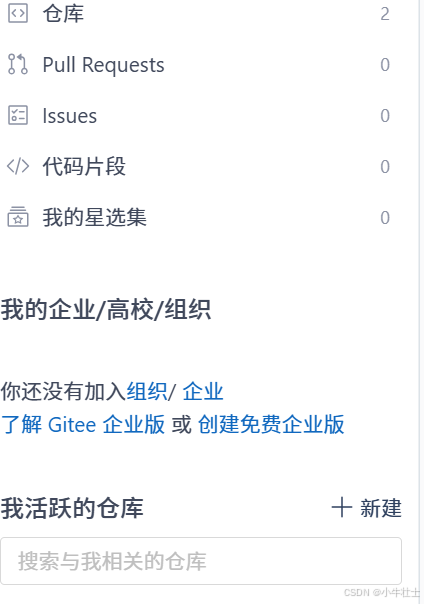 仓库 2
Pull Requests 0
Issues 0
代码片段 0
我的星选集 0
我的企业/高校/组织
你还没有加入组织/ 企业
了解 Gitee 企业版 或 创建免费企业版
我活跃的仓库 新建
搜索与我相关的仓库
CSDN @小牛壮士